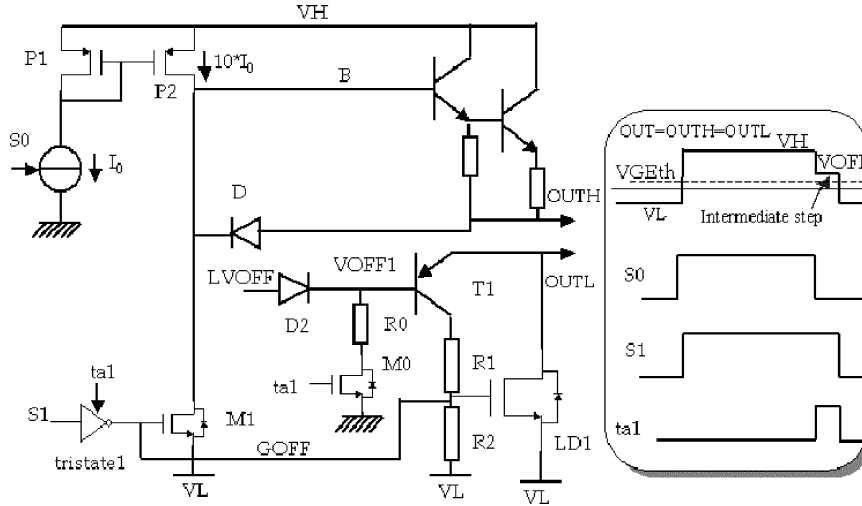 VH
P1
P2
10*I0
B
S0
I0
D
OUTH
VOFF1
LVOFF
T1
OUTL
D2
R0
M0
ta1
R1
ta1
S1
M1
GOFF
R2
LD1
tristate1
VL
VL
VL
OUT=OUTH=OUTL
VH
VOFF
VGEth
VL
Intermediate step
S0
S1
ta1